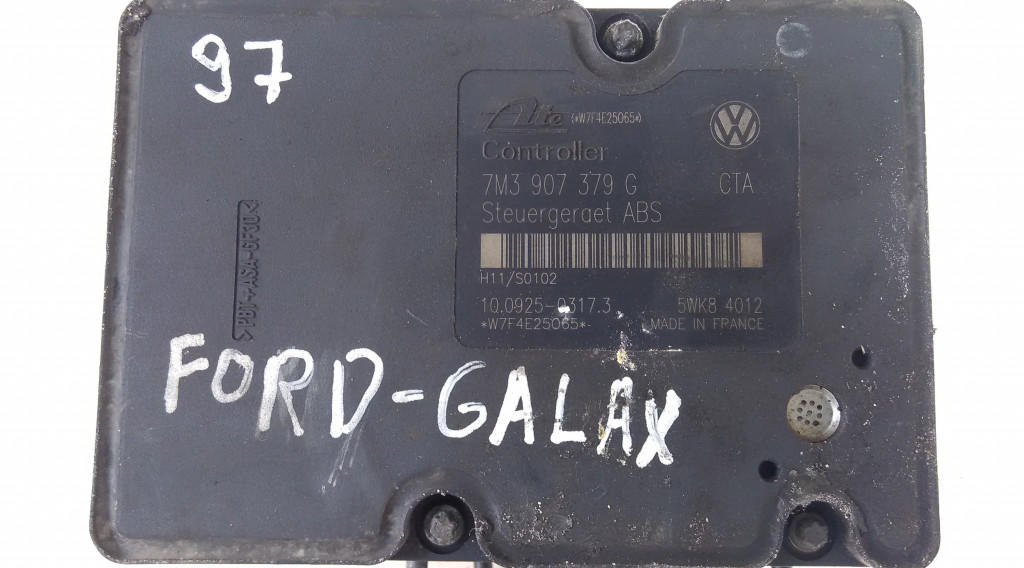 97
Ate (*W7F4E25065*)
Controller
7M3 907 379 G CTA
Steuergeraet ABS
H11/S0102
10.0925-0317.3 5WK8 4012
*W7F4E25065*
MADE IN FRANCE
FORD-GALAX